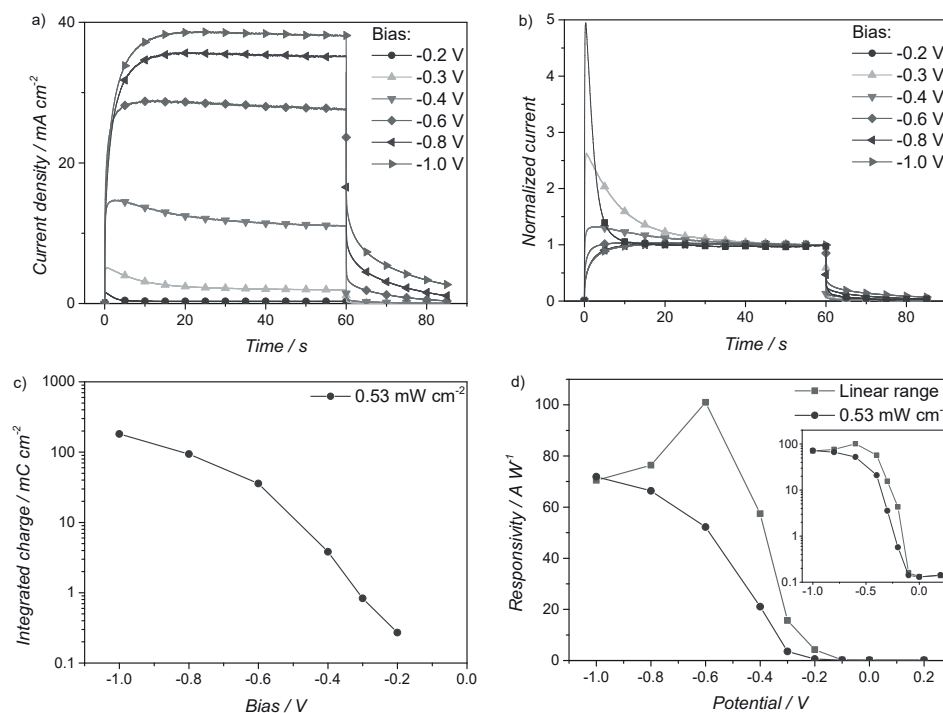 a)
Current density / mA cm-2
40
20
0
0 20 40 60 80
Time / s
Bias:
-0.2 V
-0.3 V
-0.4 V
-0.6 V
-0.8 V
-1.0 V
b)
Normalized current
5
4
3
2
1
0
0 20 40 60 80
Time / s
Bias:
-0.2 V
-0.3 V
-0.4 V
-0.6 V
-0.8 V
-1.0 V
c)
Integrated charge / mC cm-2
1000
100
10
1
0.1
-1.0 -0.8 -0.6 -0.4 -0.2 0.0
Bias / V
0.53 mW cm-2
d)
Responsivity / A W-1
100
80
60
40
20
0
-1.0 -0.8 -0.6 -0.4 -0.2 0.0 0.2
Potential / V
Linear range
0.53 mW cm-
100
10
1
0.1
-1.0 -0.5 0.0